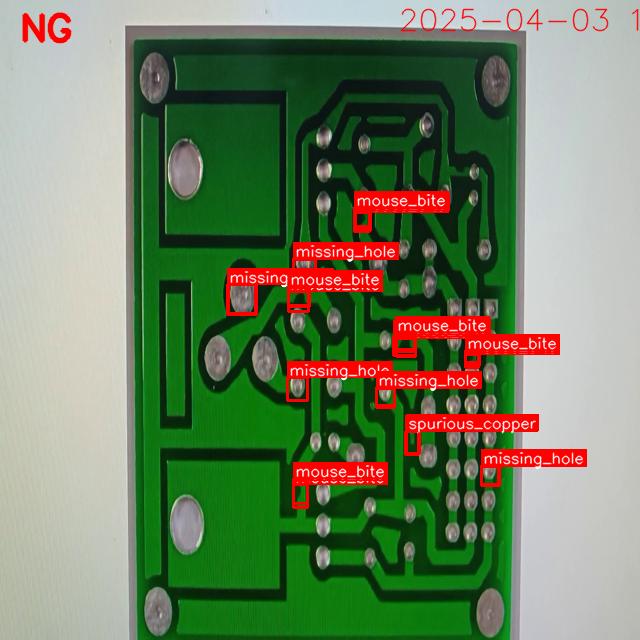 NG
2025-04-03 1
mouse_bite
missing_hole
missing
mouse_bite
mouse_bite
mouse_bite
missing_hole
missing_hole
spurious_copper
missing_hole
mouse_bite